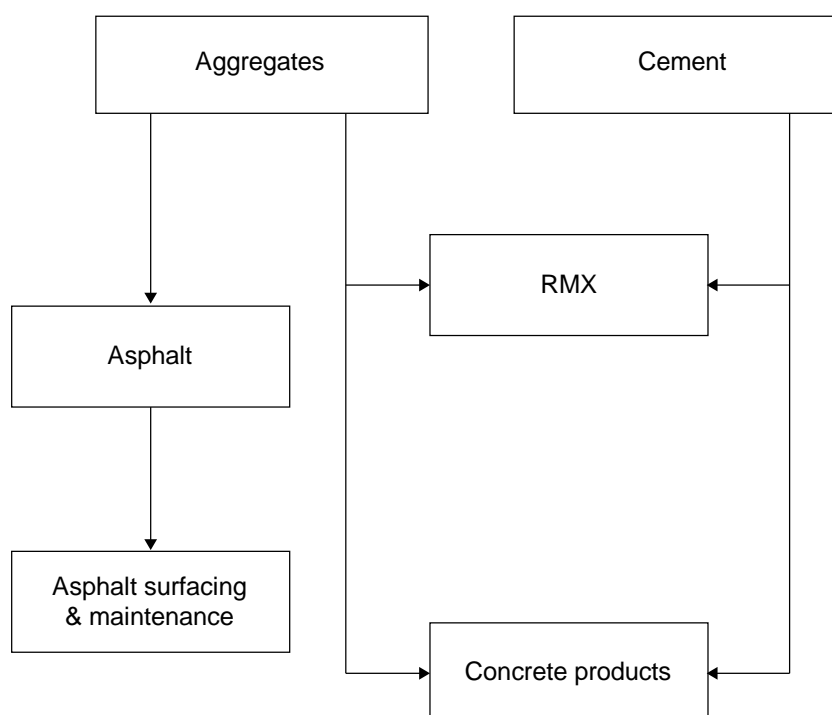 Aggregates
Cement
RMX
Asphalt
Asphalt surfacing
& maintenance
Concrete products